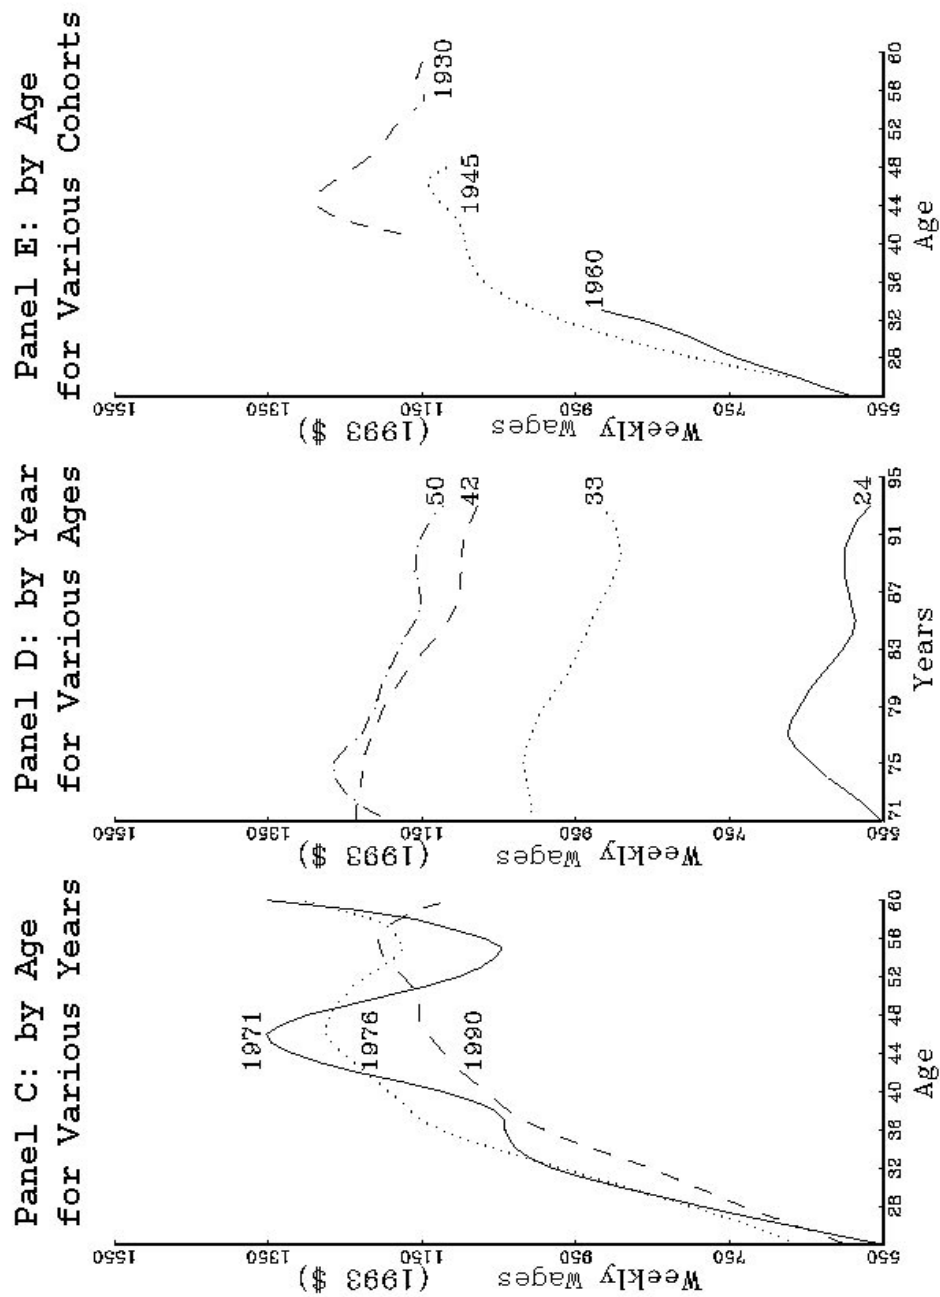 Panel C: by Age
for Various Years
Weekly Wages (1993 $)
1550
1350
1150
950
750
550
1971
1976
1990
28 32 36 40 44 48 52 56 60
Age
Panel D: by Year
for Various Ages
Weekly Wages (1993 $)
1550
1350
1150
950
750
550
50
42
33
24
71 75 79 83 87 91 95
Years
Panel E: by Age
for Various Cohorts
Weekly Wages (1993 $)
1550
1350
1150
950
750
550
1930
1945
1960
28 32 36 40 44 48 52 56 60
Age